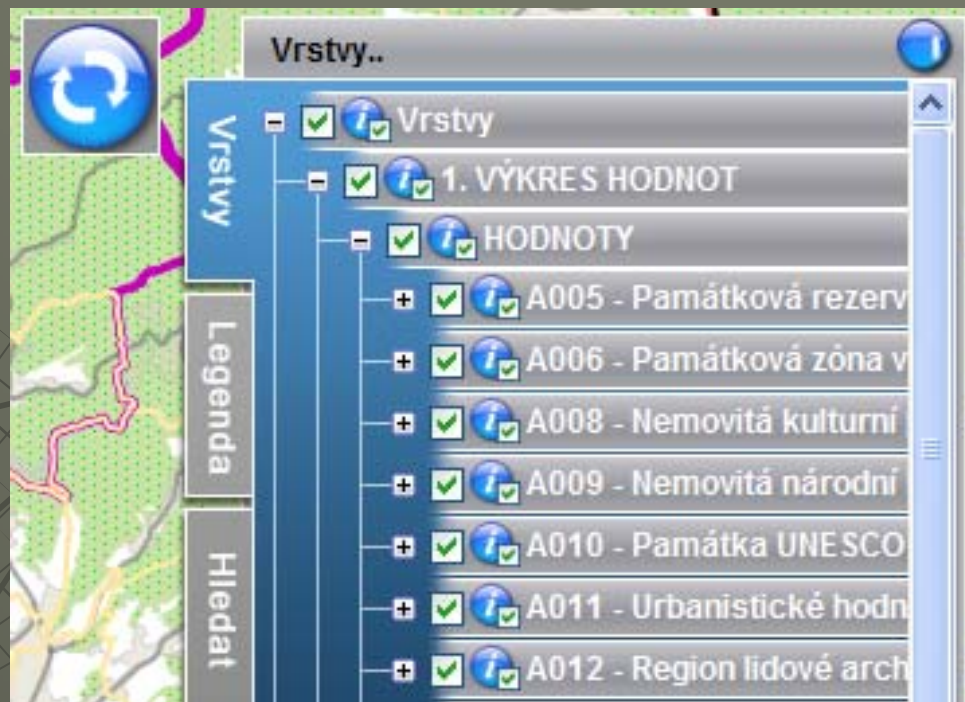 Vrstvy..
Vrstvy
Legenda
Hledat
Vrstvy
1. VÝKRES HODNOT
HODNOTY
A005 - Památková rezerv
A006 - Památková zóna v
A008 - Nemovitá kulturní
A009 - Nemovitá národní
A010 - Památka UNESCO
A011 - Urbanistické hodn
A012 - Region lidové arch